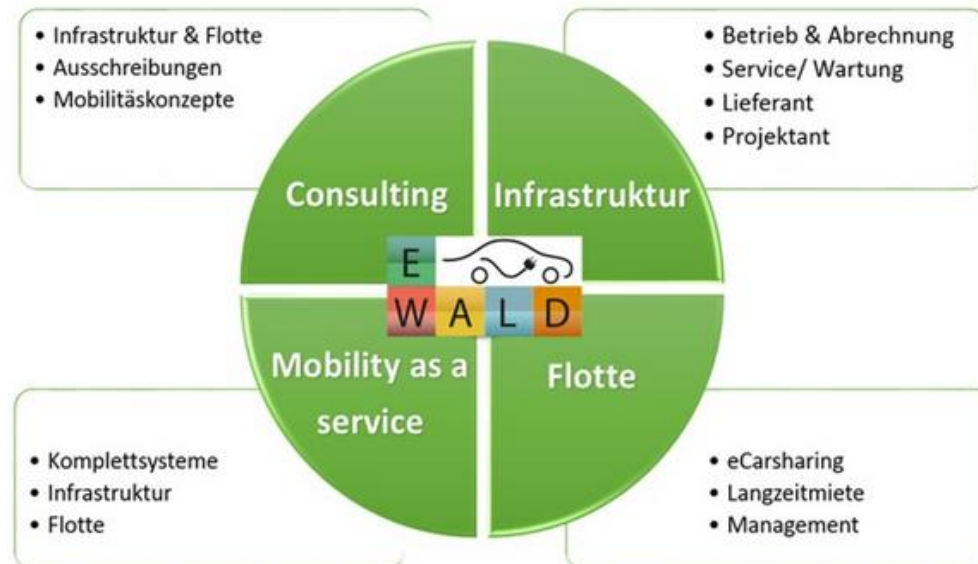 • Infrastruktur & Flotte
• Ausschreibungen
• Mobilitäskonzepte
• Betrieb & Abrechnung
• Service/ Wartung
• Lieferant
• Projektant
Consulting
Infrastruktur
E
WALD
Mobility as a
service
Flotte
• Komplettsysteme
• Infrastruktur
• Flotte
• eCarsharing
• Langzeitmiete
• Management